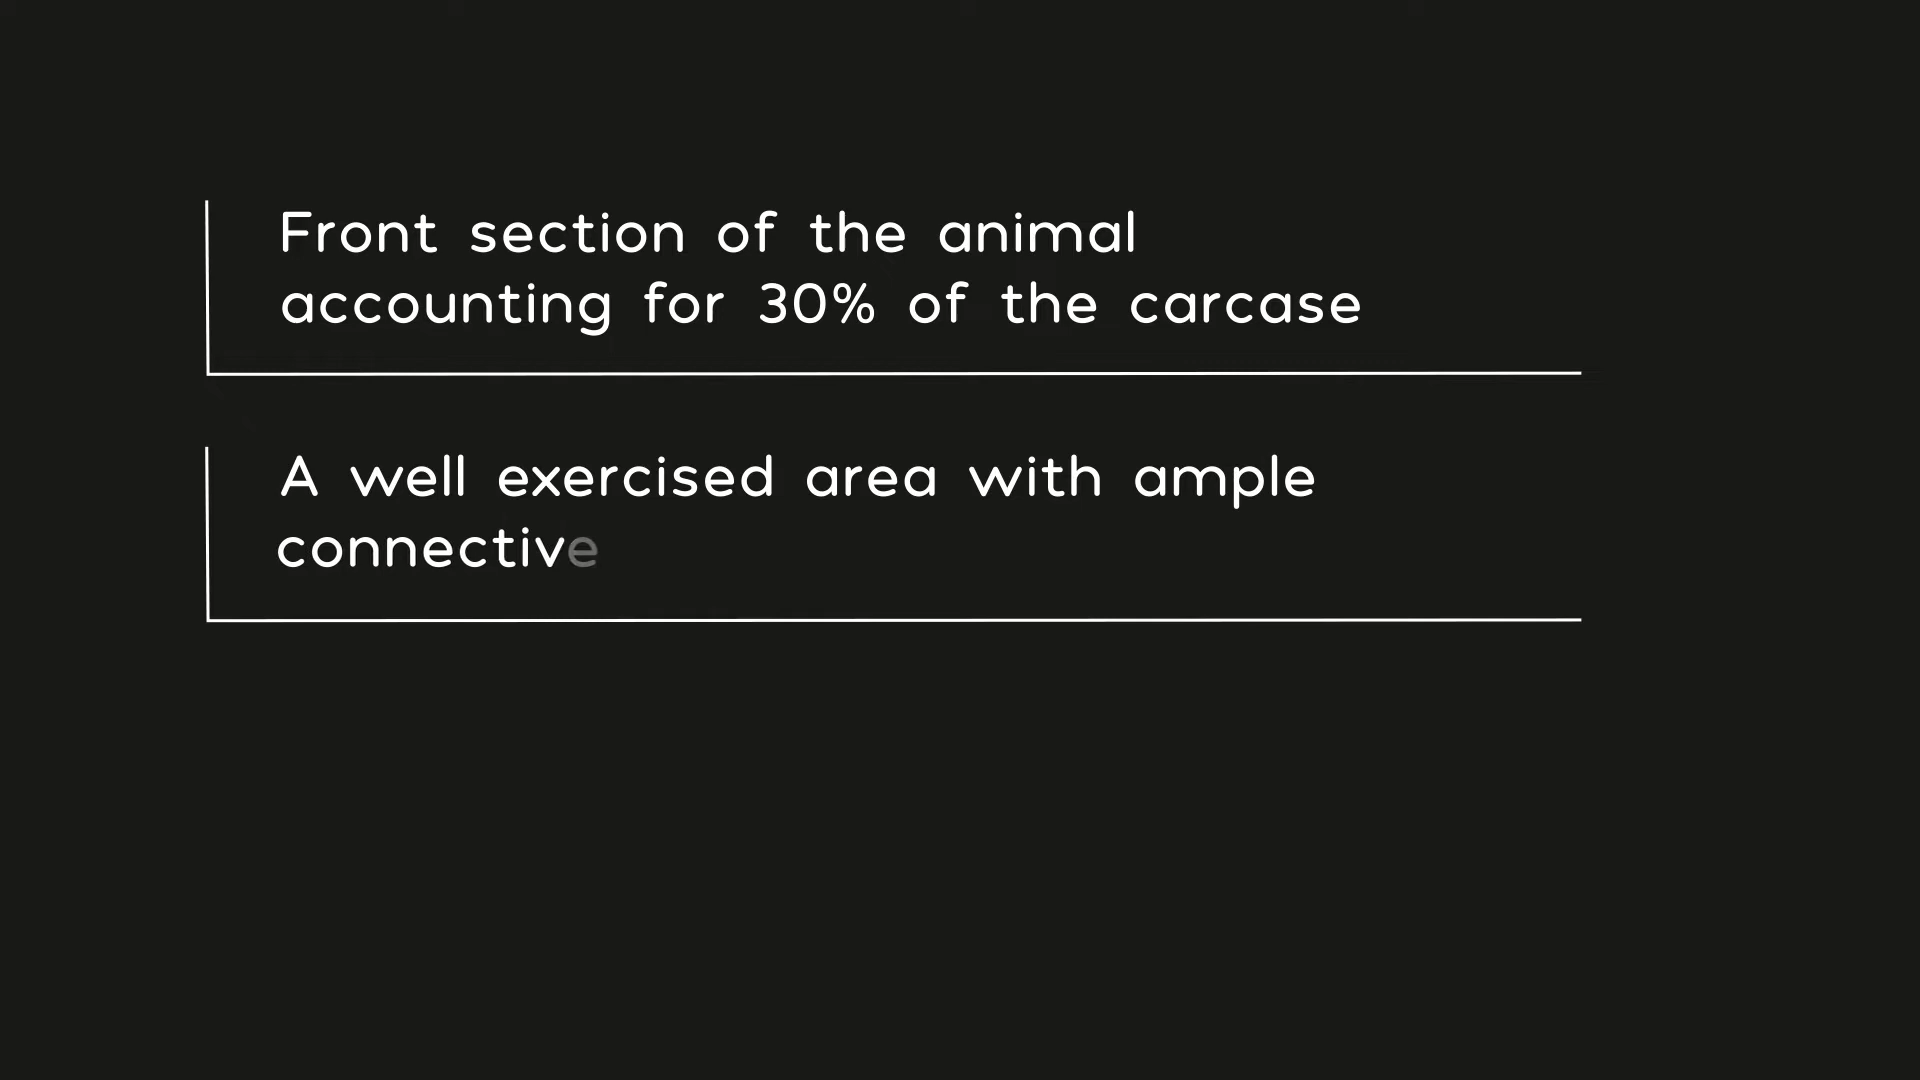 Front section of the animal
accounting for 30% of the carcase
A well exercised area with ample
connective